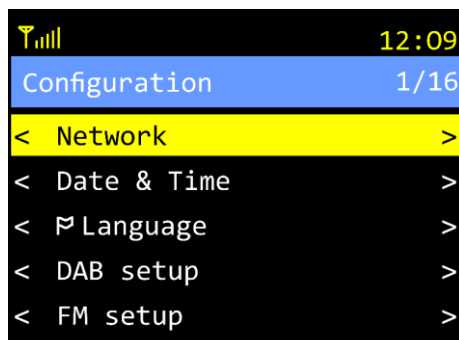 12:09
Configuration 1/16
< Network >
< Date & Time >
< Language >
< DAB setup >
< FM setup >